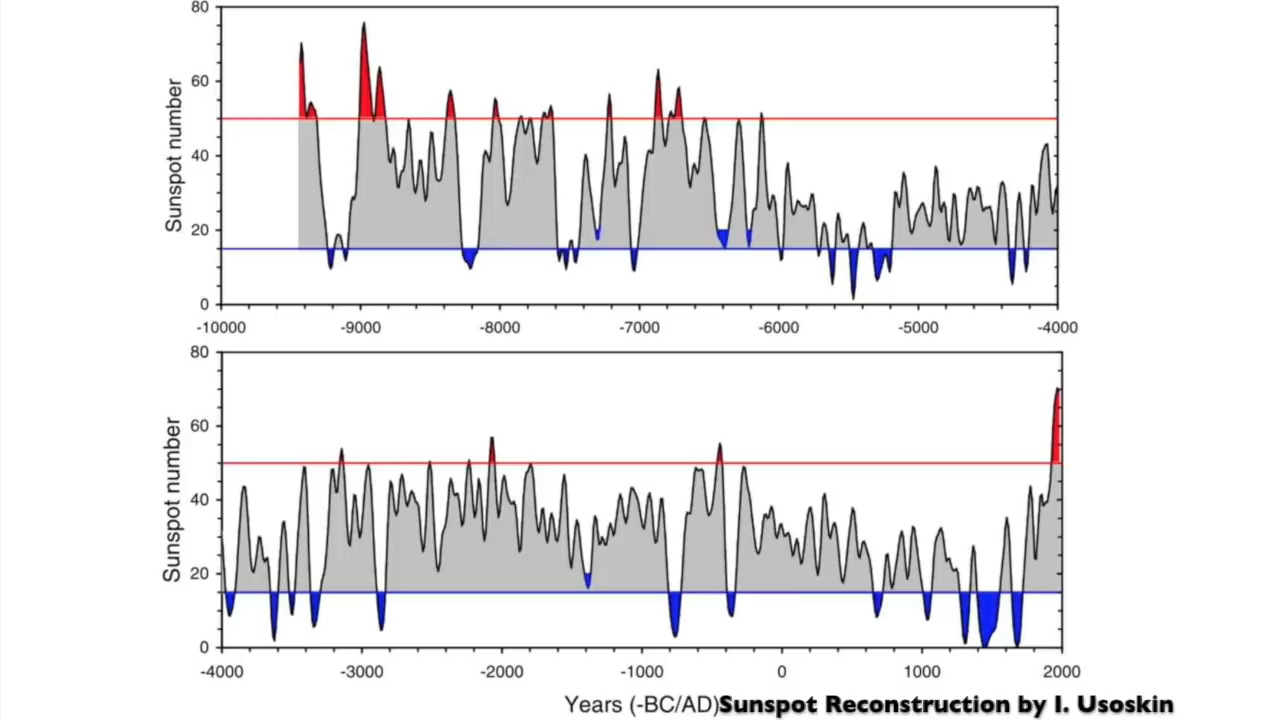 80
60
40
20
0
Sunspot number
-10000 -9000 -8000 -7000 -6000 -5000 -4000
80
60
40
20
0
Sunspot number
-4000 -3000 -2000 -1000 0 1000 2000
Years (-BC/AD)
Sunspot Reconstruction by I. Usoskin